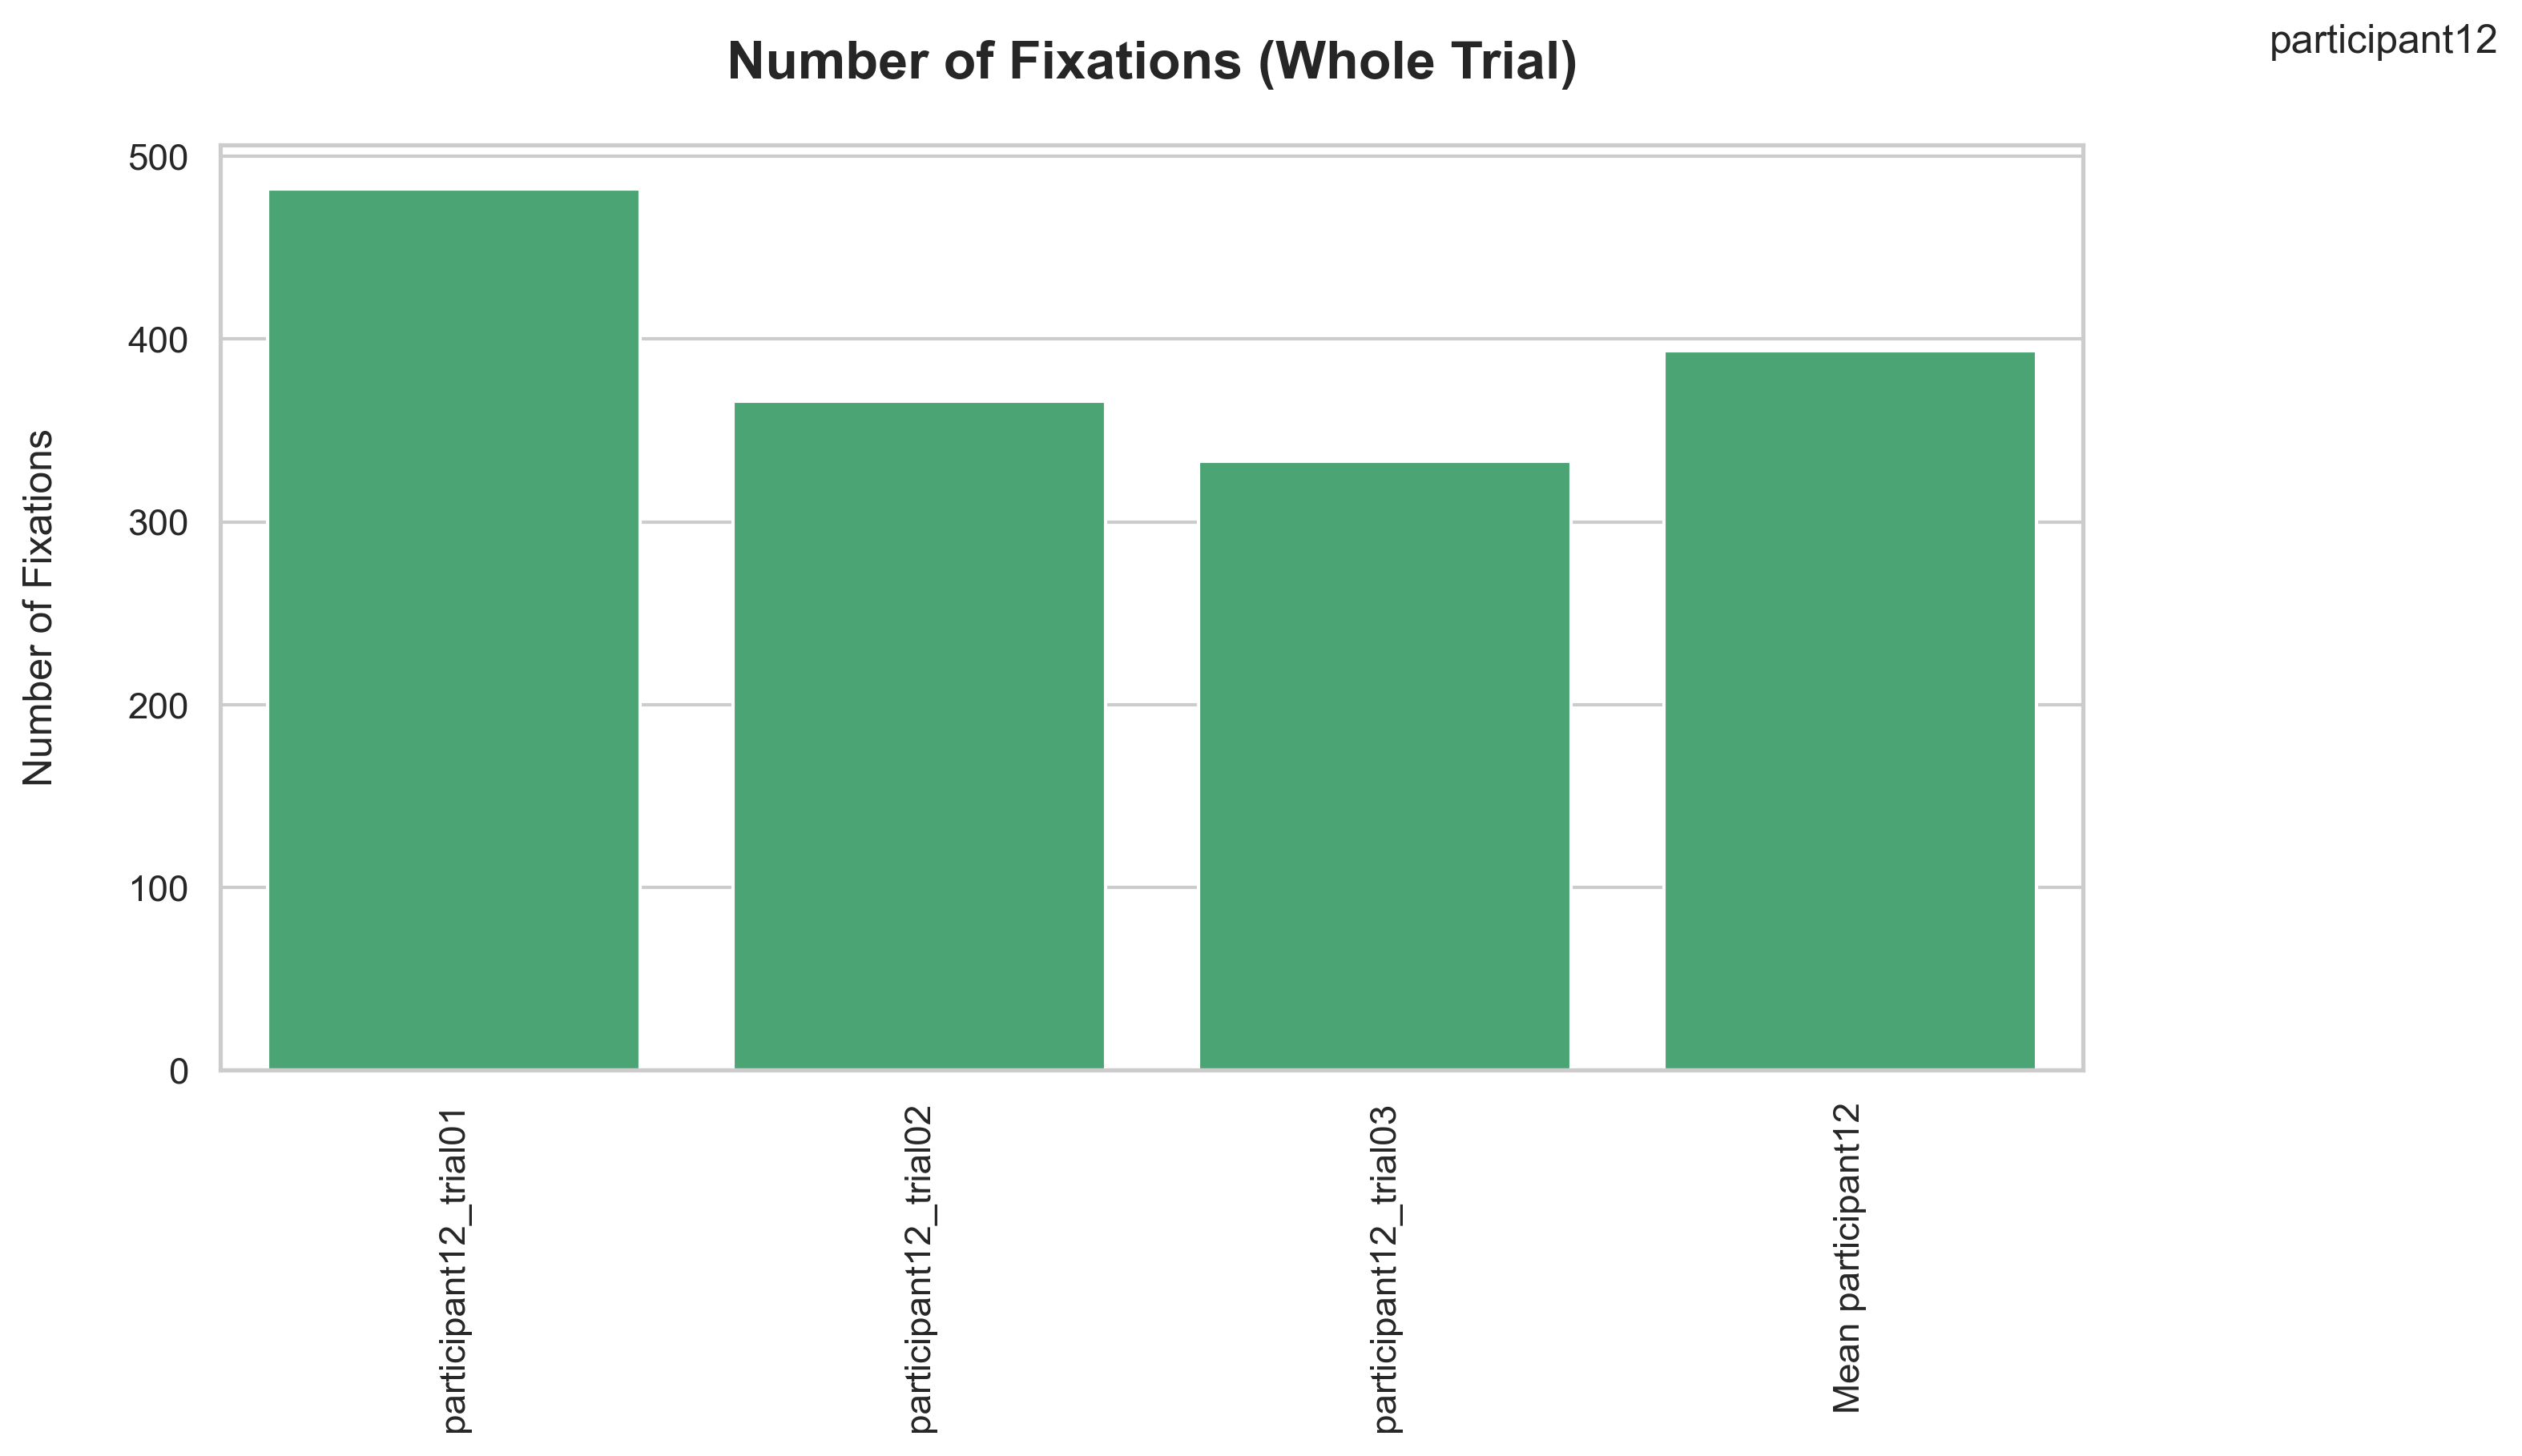 participant12
Number of Fixations (Whole Trial)
Number of Fixations
500
400
300
200
100
0
participant12_trial01
participant12_trial02
participant12_trial03
Mean participant12